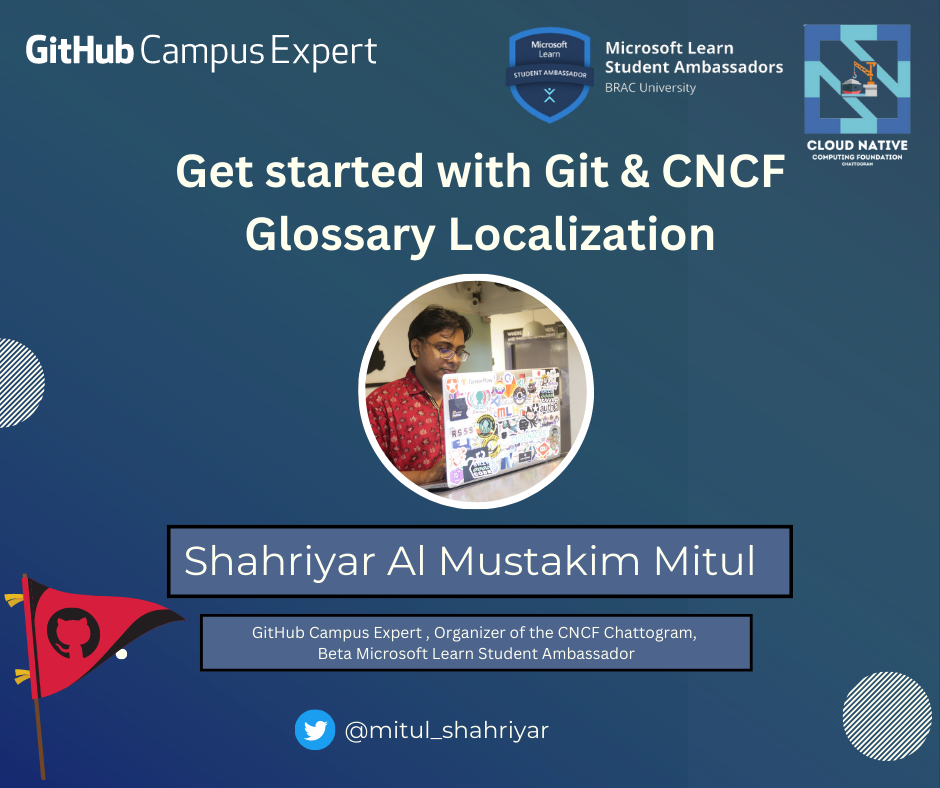 GitHub Campus Expert
Microsoft
Learn
STUDENT AMBASSADOR
Microsoft Learn
Student Ambassadors
BRAC University
CLOUD NATIVE
COMPUTING FOUNDATION
CHATTOGRAM
Get started with Git & CNCF
Glossary Localization
Shahriyar Al Mustakim Mitul
GitHub Campus Expert , Organizer of the CNCF Chattogram,
Beta Microsoft Learn Student Ambassador
@mitul_shahriyar